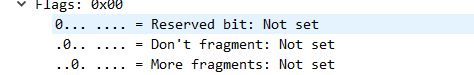 Flags: 0x00
0... .... = Reserved bit: Not set
.0.. .... = Don't fragment: Not set
..0. .... = More fragments: Not set